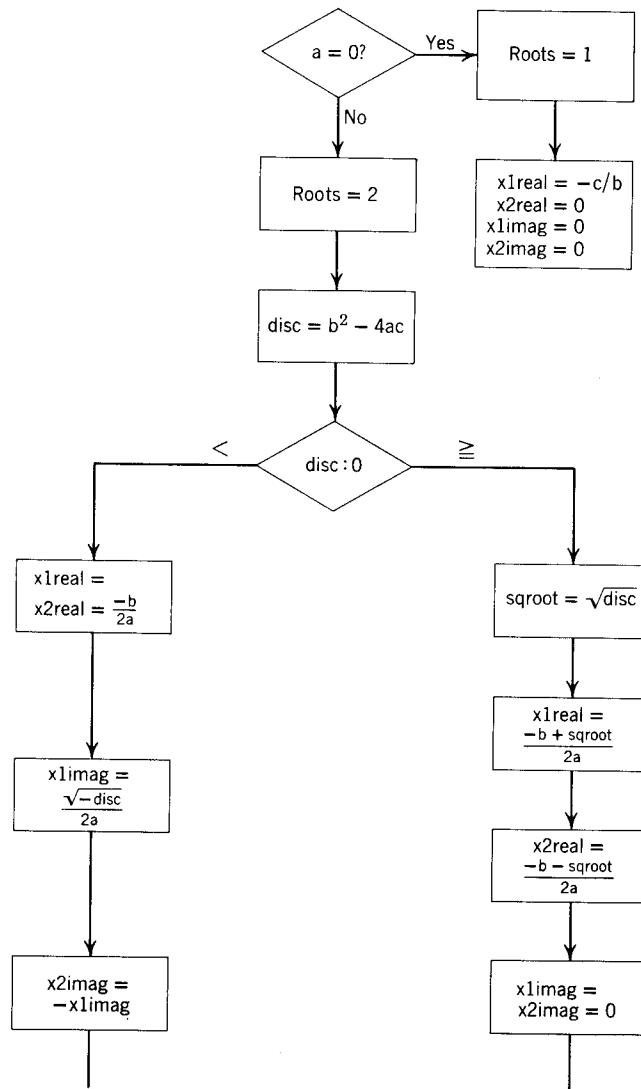 a = 0?
Yes
Roots = 1
No
Roots = 2
x1real = −c/b
x2real = 0
x1imag = 0
x2imag = 0
disc = b² − 4ac
<
disc : 0
≧
x1real =
x2real = −b/2a
sqroot = √disc
x1real =
−b + sqroot
2a
x1imag =
√−disc
2a
x2real =
−b − sqroot
2a
x2imag =
−x1imag
x1imag =
x2imag = 0